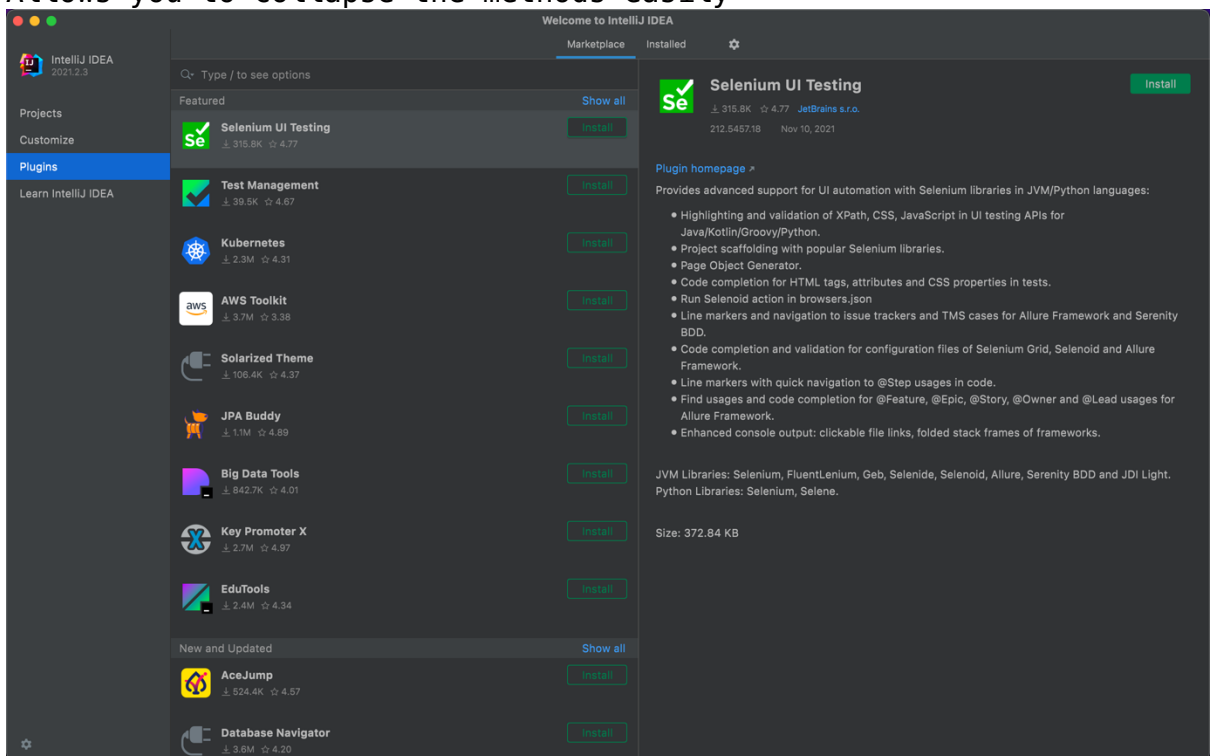 Allows you to collapse the methods easily
Welcome to IntelliJ IDEA
IntelliJ IDEA
2021.2.3
Projects
Customize
Plugins
Learn IntelliJ IDEA
Marketplace Installed
Type / to see options
Featured Show all
Selenium UI Testing Install
315.8K 4.77
Test Management Install
39.5K 4.67
Kubernetes Install
2.3M 4.31
aws AWS Toolkit Install
3.7M 3.38
Solarized Theme Install
106.4K 4.37
JPA Buddy Install
1.1M 4.89
Big Data Tools Install
842.7K 4.01
Key Promoter X Install
2.7M 4.97
EduTools Install
2.4M 4.34
New and Updated Show all
AceJump Install
524.4K 4.57
Database Navigator Install
3.6M 4.20
Selenium UI Testing Install
315.8K 4.77 JetBrains s.r.o.
212.5457.18 Nov 10, 2021
Plugin homepage ↗
Provides advanced support for UI automation with Selenium libraries in JVM/Python languages:
• Highlighting and validation of XPath, CSS, JavaScript in UI testing APIs for
Java/Kotlin/Groovy/Python.
• Project scaffolding with popular Selenium libraries.
• Page Object Generator.
• Code completion for HTML tags, attributes and CSS properties in tests.
• Run Selenoid action in browsers.json
• Line markers and navigation to issue trackers and TMS cases for Allure Framework and Serenity
BDD.
• Code completion and validation for configuration files of Selenium Grid, Selenoid and Allure
Framework.
• Line markers with quick navigation to @Step usages in code.
• Find usages and code completion for @Feature, @Epic, @Story, @Owner and @Lead usages for
Allure Framework.
• Enhanced console output: clickable file links, folded stack frames of frameworks.
JVM Libraries: Selenium, FluentLenium, Geb, Selenide, Selenoid, Allure, Serenity BDD and JDI Light.
Python Libraries: Selenium, Selene.
Size: 372.84 KB